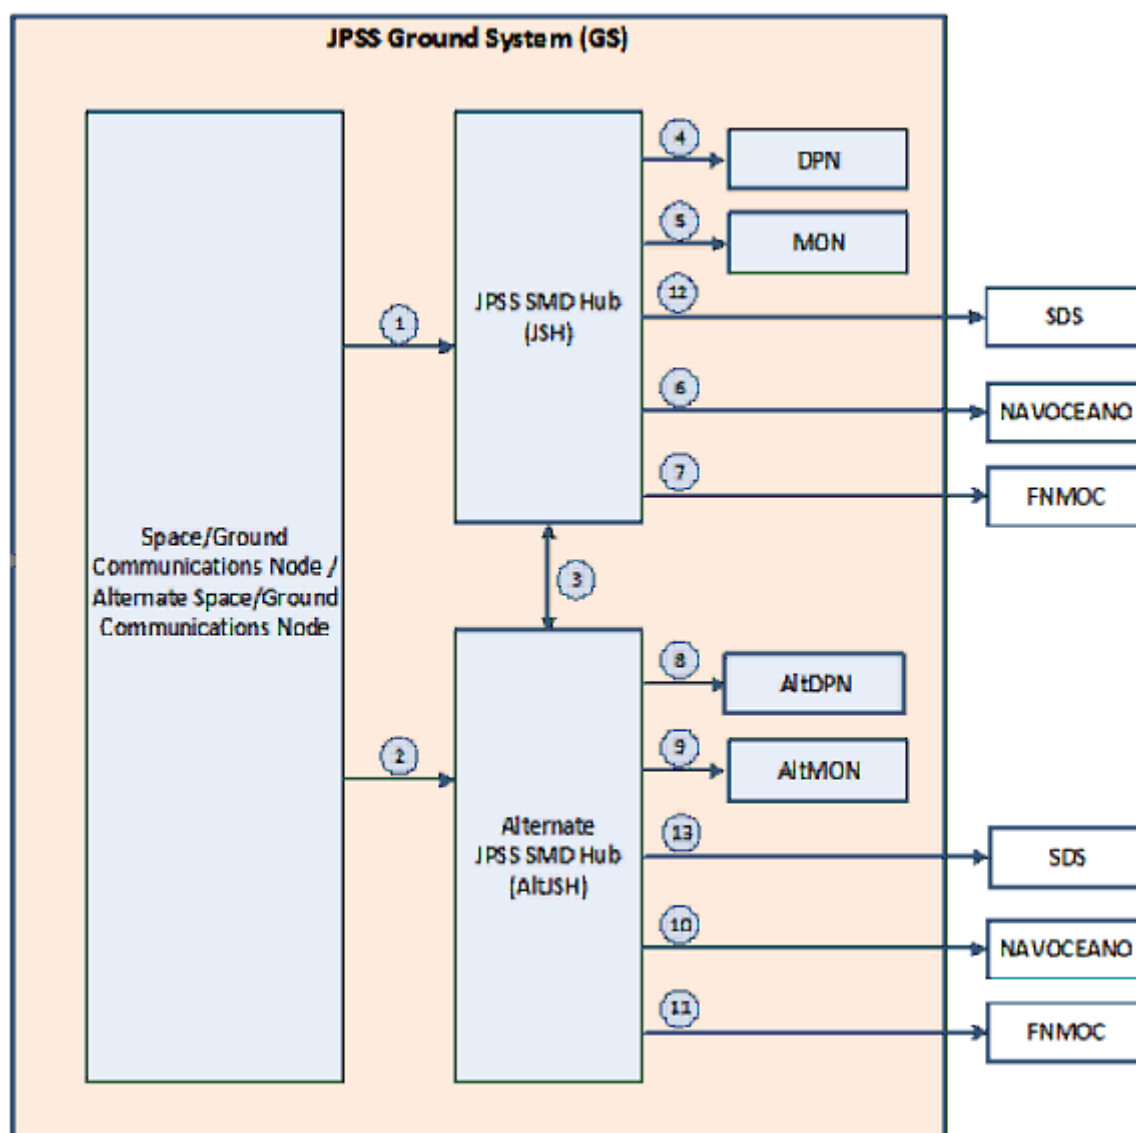 JPSS Ground System (GS)
Space/Ground
Communications Node /
Alternate Space/Ground
Communications Node
1
2
JPSS SMD Hub
(JSH)
3
Alternate
JPSS SMD Hub
(AltJSH)
4
DPN
5
MON
12
SDS
6
NAVOCEANO
7
FNMOC
8
AltDPN
9
AltMON
13
SDS
10
NAVOCEANO
11
FNMOC